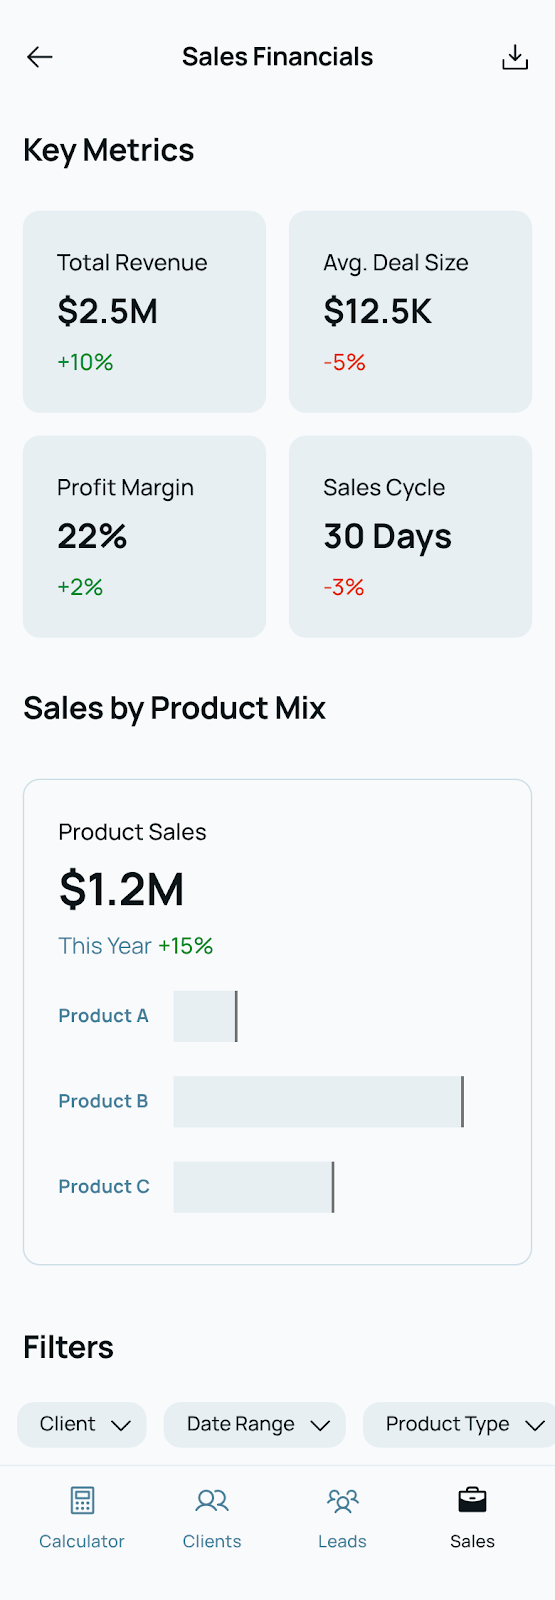 Sales Financials
Key Metrics
Total Revenue
$2.5M
+10%
Avg. Deal Size
$12.5K
-5%
Profit Margin
22%
+2%
Sales Cycle
30 Days
-3%
Sales by Product Mix
Product Sales
$1.2M
This Year +15%
Product A
Product B
Product C
Filters
Client
Date Range
Product Type
Calculator
Clients
Leads
Sales